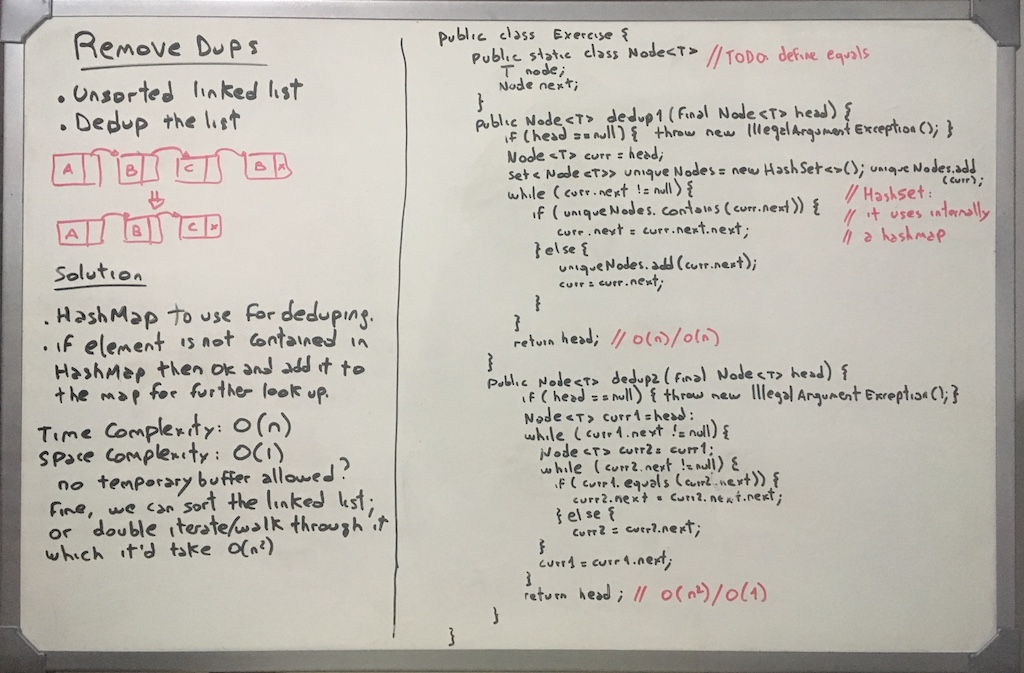 Remove Dups
• Unsorted linked list
• Dedup the list
A B C B x
A B C x
Solution
• HashMap to use for deduping.
• if element is not contained in
HashMap then ok and add it to
the map for further look up.
Time Complexity: O(n)
Space Complexity: O(1)
no temporary buffer allowed?
Fine, we can sort the linked list;
or double iterate/walk through it
which it'd take O(n²)
public class Exercise {
public static class Node<T> //TODO: define equals
T node;
Node next;
}
public Node<T> dedup1 (final Node<T> head) {
if (head == null) { throw new IllegalArgumentException(); }
Node <T> curr = head;
Set< Node <T>> uniqueNodes = new HashSet<>(); uniqueNodes.add
(curr);
while (curr.next != null) { // Hashset:
if (uniqueNodes.contains (curr.next)) { // it uses internally
curr.next = curr.next.next; // a hashmap
} else {
uniqueNodes.add(curr.next);
curr = curr.next;
}
}
return head; // O(n)/O(n)
}
public Node<T> dedup2 (final Node<T> head) {
if (head == null) { throw new IllegalArgumentException(); }
Node<T> curr1 = head:
while (curr1.next != null) {
Node <T> curr2 = curr1;
while (curr2.next != null) {
if (curr1.equals (curr2.next)) {
curr2.next = curr2.next.next;
} else {
curr2 = curr2.next;
}
curr1 = curr1.next;
}
return head; // O(n²)/O(1)
}
}